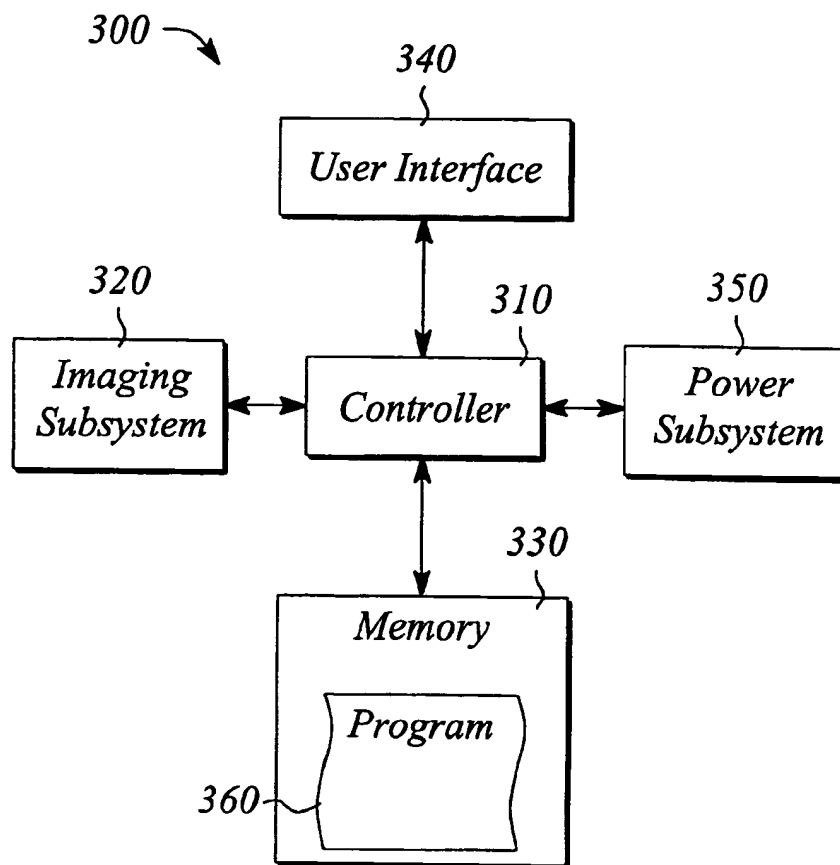 300
340
User Interface
320
310
350
Imaging
Subsystem
Controller
Power
Subsystem
330
Memory
Program
360